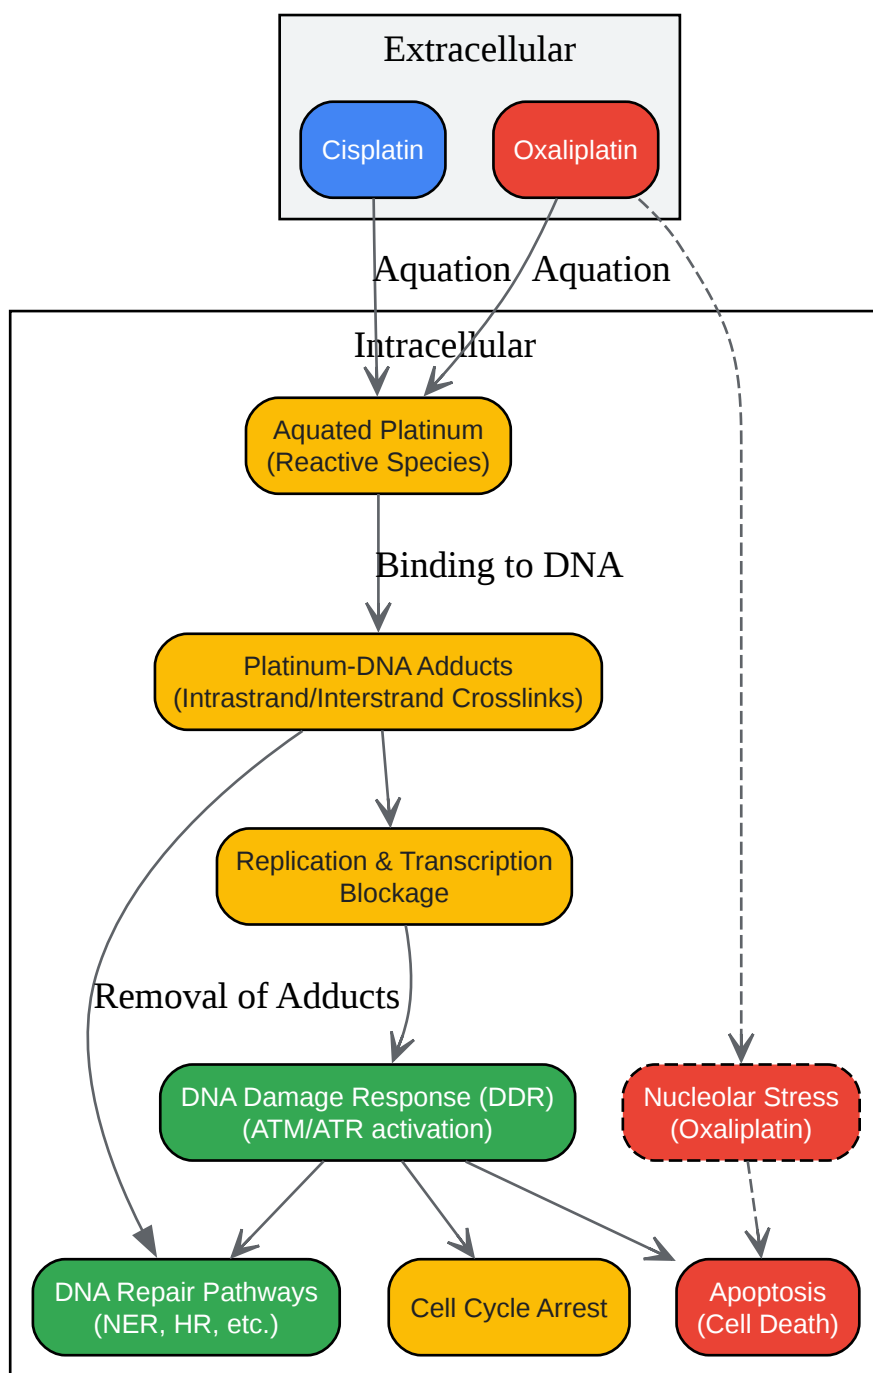 Extracellular
Cisplatin
Oxaliplatin
Aquation
Aquation
Intracellular
Aquated Platinum
(Reactive Species)
Binding to DNA
Platinum-DNA Adducts
(Intrastrand/Interstrand Crosslinks)
Replication & Transcription
Blockage
Removal of Adducts
DNA Damage Response (DDR)
(ATM/ATR activation)
Nucleolar Stress
(Oxaliplatin)
DNA Repair Pathways
(NER, HR, etc.)
Cell Cycle Arrest
Apoptosis
(Cell Death)